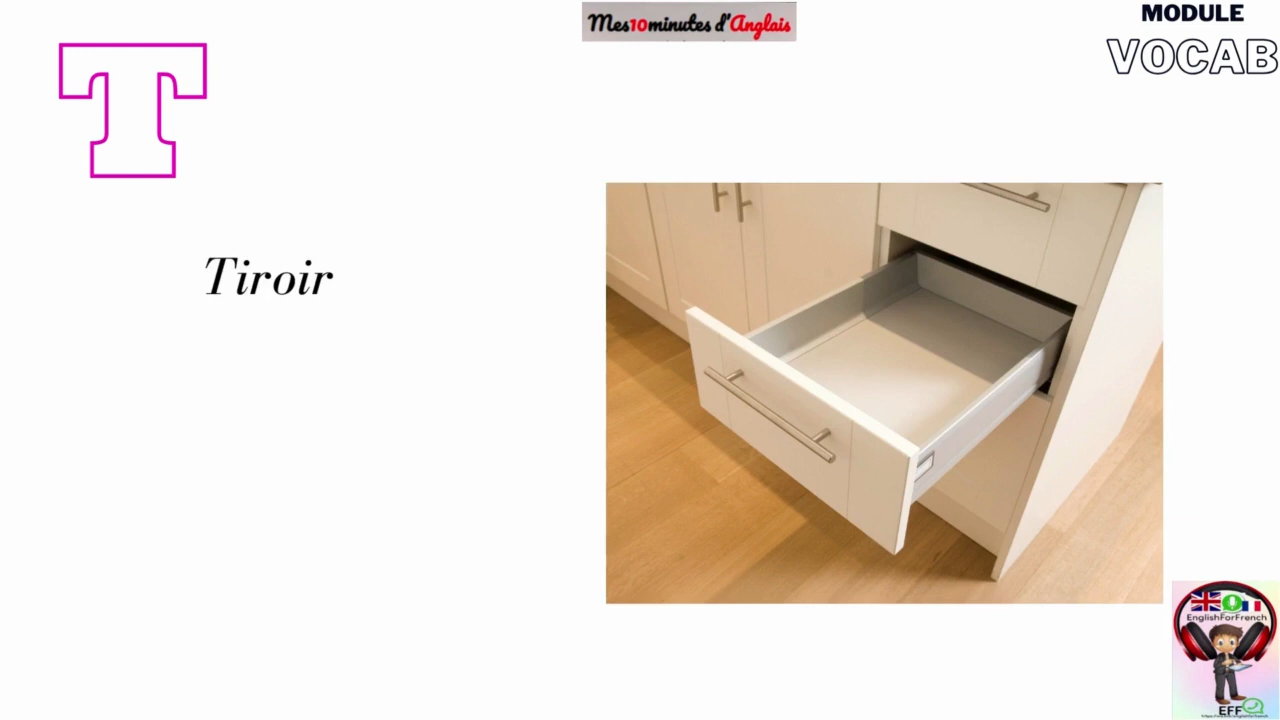 Mes10minutes d'Anglais
MODULE
VOCAB
T
Tiroir
EnglishForFrench
EFF